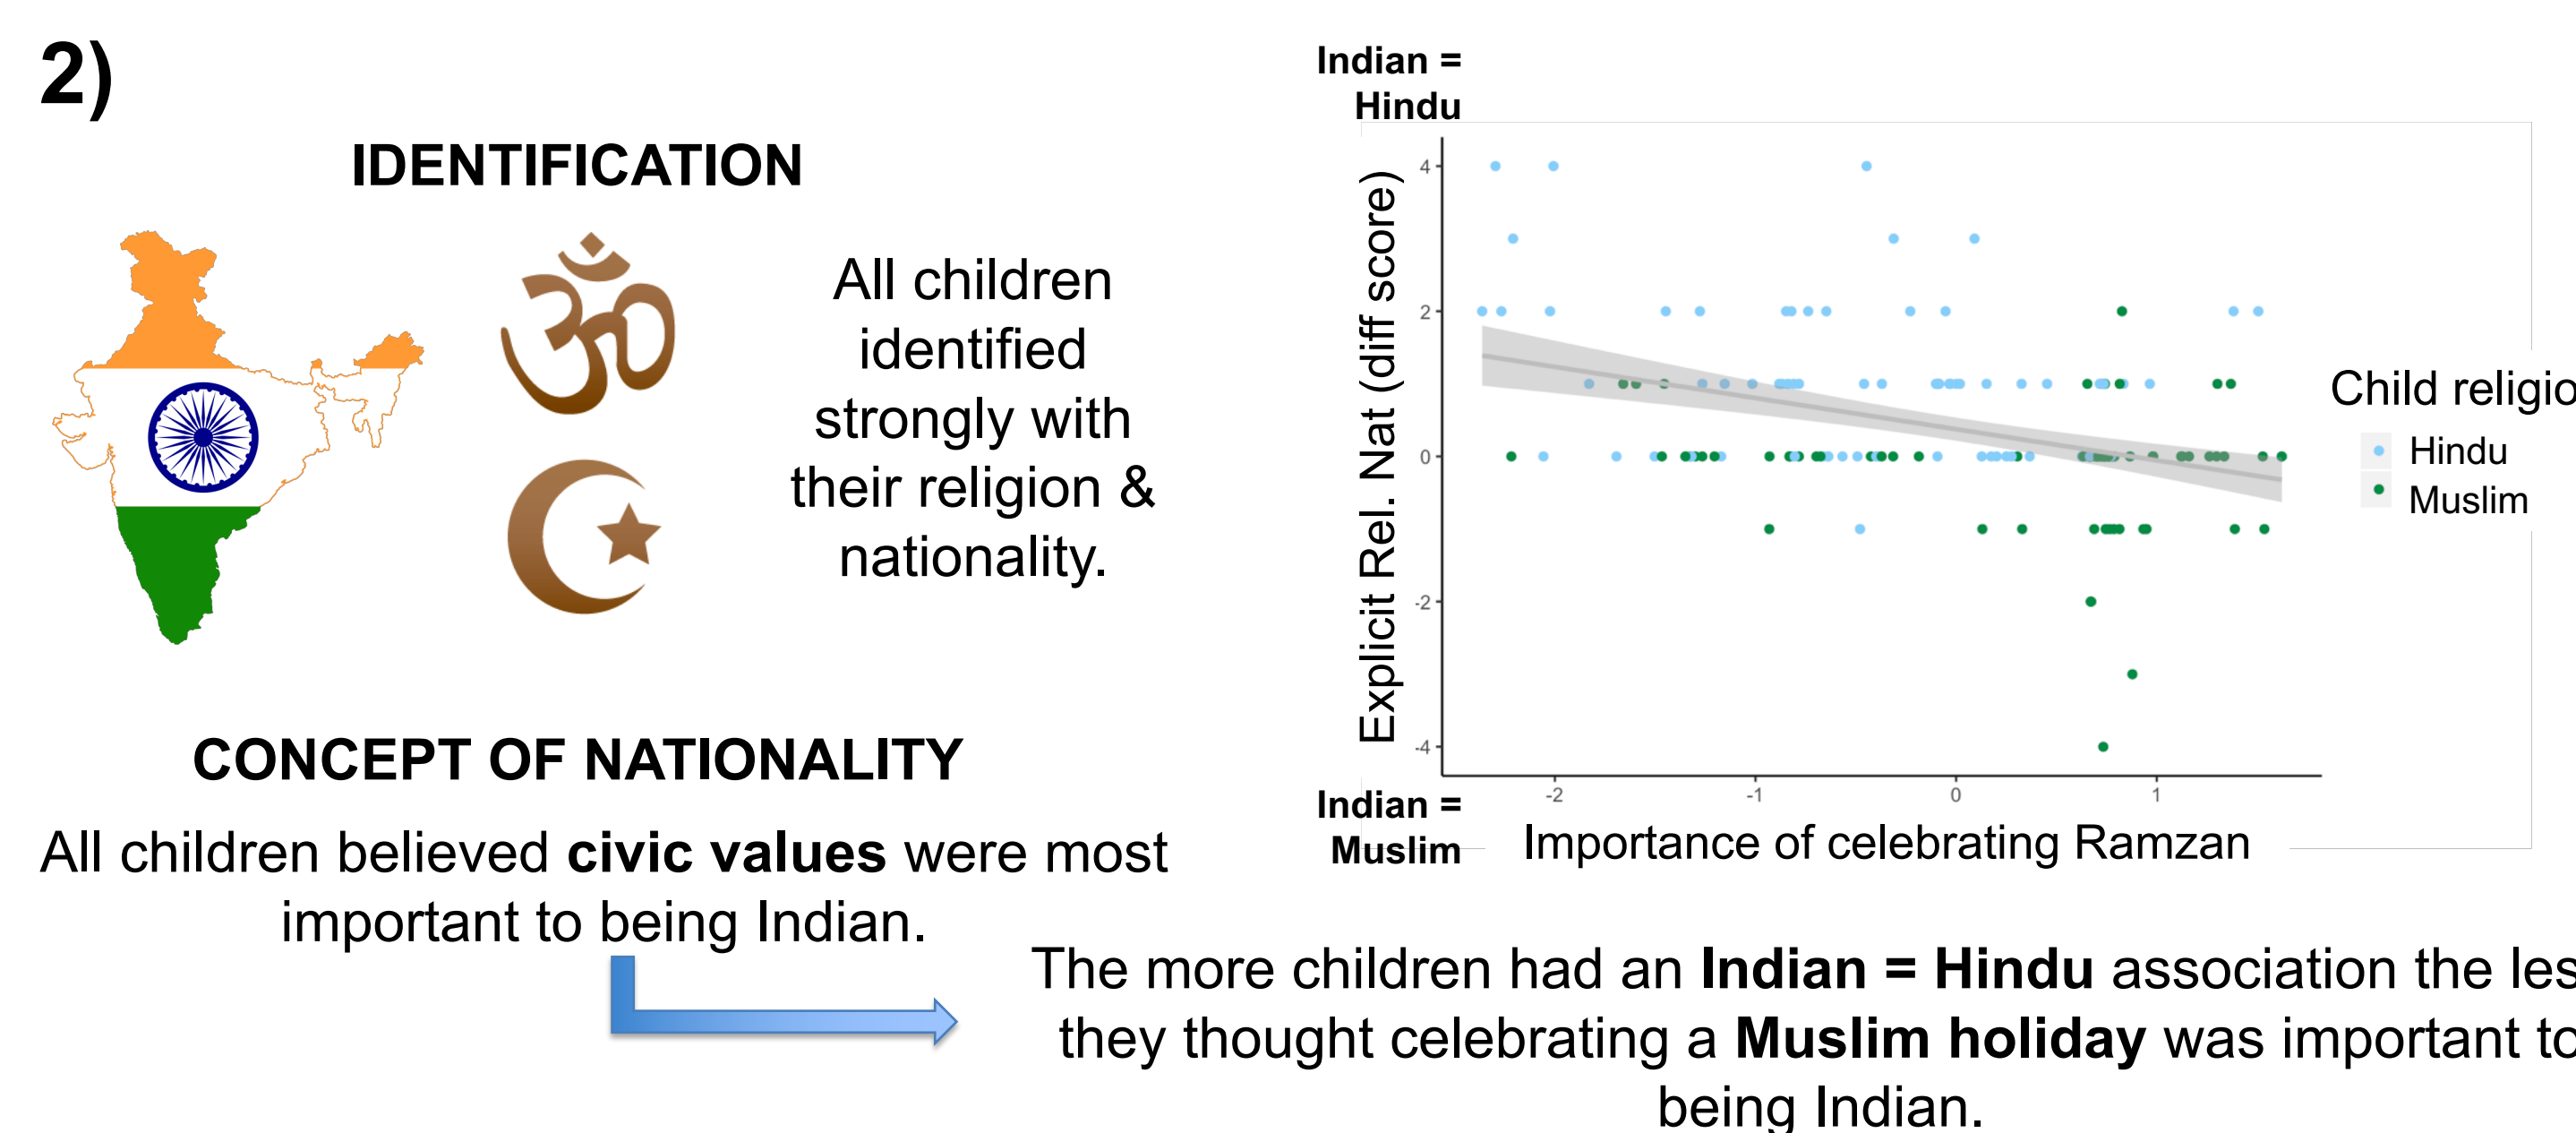 2)
IDENTIFICATION
All children
identified
strongly with
their religion &
nationality.
CONCEPT OF NATIONALITY
All children believed civic values were most
important to being Indian.
Indian =
Hindu
Explicit Rel. Nat (diff score)
4
2
0
-2
-4
Indian =
Muslim
-2
-1
0
1
Importance of celebrating Ramzan
Child religio
Hindu
Muslim
The more children had an Indian = Hindu association the les
they thought celebrating a Muslim holiday was important to
being Indian.